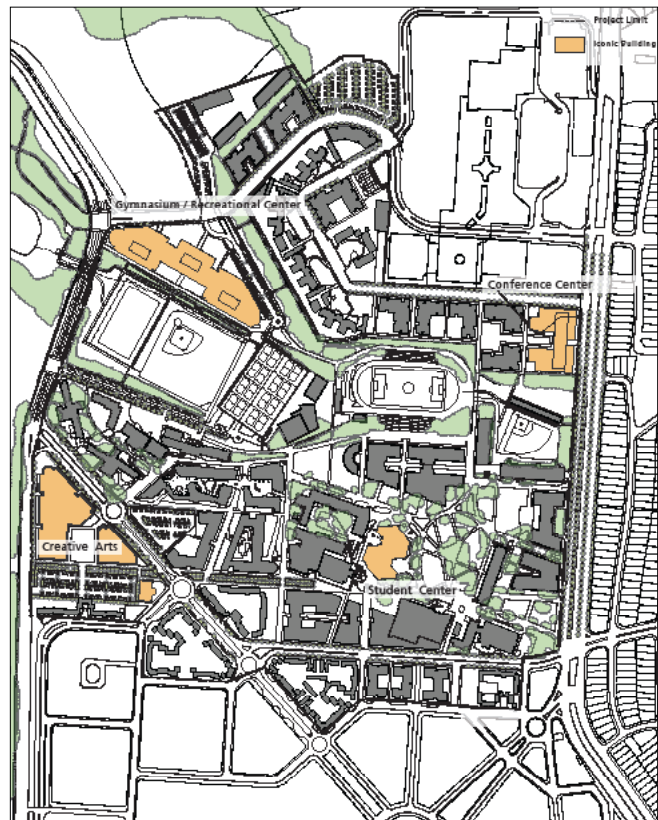 Project Limit
Iconic Building
Gymnasium / Recreational Center
Conference Center
Creative Arts
Student Center